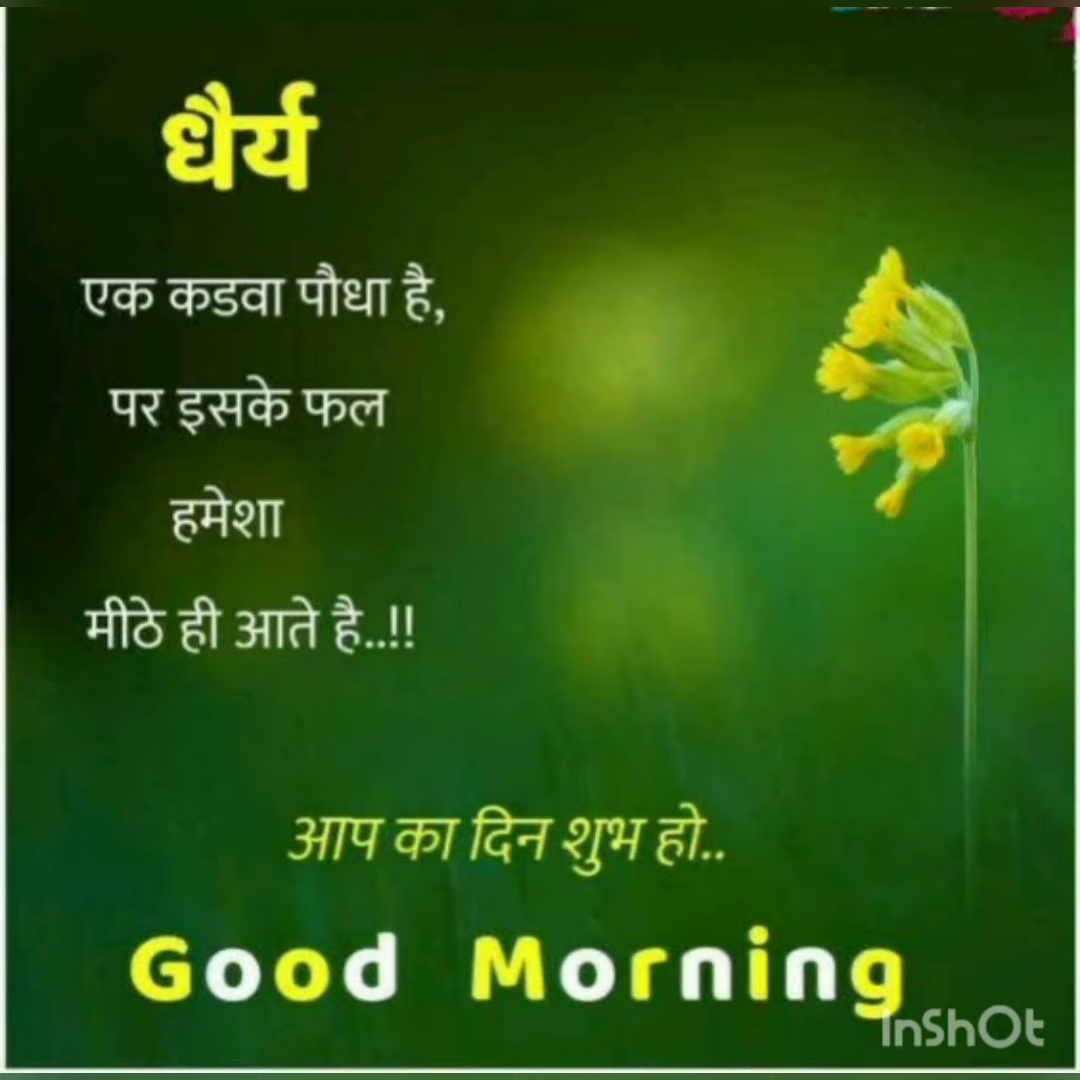 धैर्य
एक कडवा पौधा है,
पर इसके फल
हमेशा
मीठे ही आते है..!!
आप का दिन शुभ हो..
Good Morning
InShOt